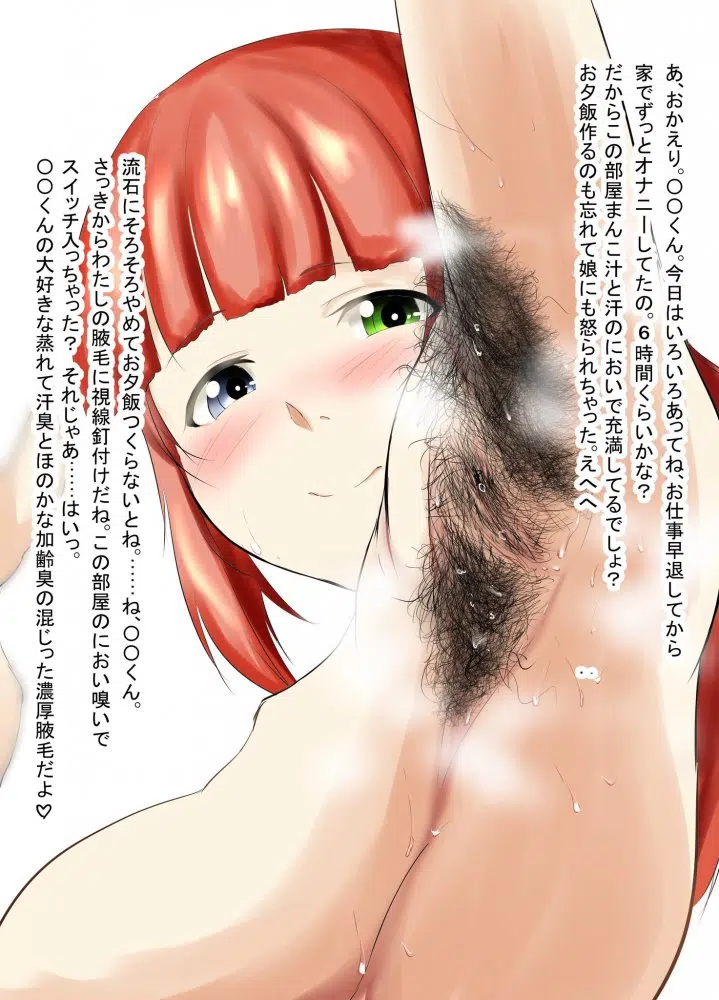 あ、おかえり。〇〇くん。今日はいろいろあってね、お仕事早退してから
家でずっとオナニーしてたの。６時間くらいかな？
だからこの部屋まんこ汁と汗のにおいで充満してるでしょ？
お夕飯作るのも忘れて娘にも怒られちゃった。えへへ
流石にそろそろやめてお夕飯つくらないとね。……ね、〇〇くん。
さっきからわたしの腋毛に視線釘付けだね。この部屋のにおい嗅いで
スイッチ入っちゃった？それじゃあ……はいっ。
〇〇くんの大好きな蒸れて汗臭とほのかな加齢臭の混じった濃厚腋毛だよ♡